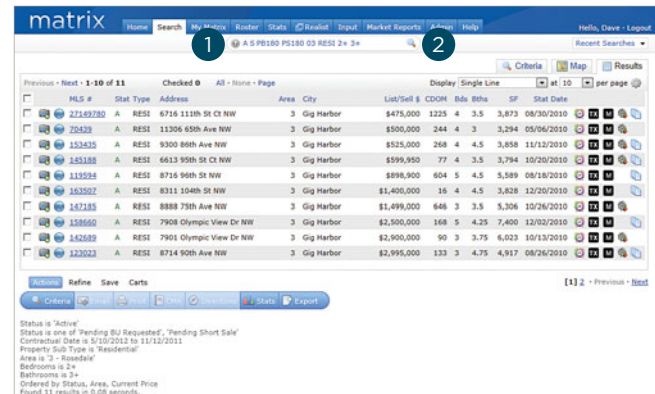 matrix Home Search My Matrix Roster Stats Realist Input Market Reports Admin Help Hello, Dave - Logout
1 A S PB180 PS180 03 RESI 2+ 3+ 2 Recent Searches
Criteria Map Results
Previous · Next · 1-10 of 11 Checked 0 All · None · Page Display Single Line at 10 per page
MLS # Stat Type Address Area City List/Sell $ CDOM Bds Bths SF Stat Date
27149780 A RESI 6716 111th St Ct NW 3 Gig Harbor $475,000 1225 4 3.5 3,873 08/30/2010 TX M
70439 A RESI 11306 65th Ave NW 3 Gig Harbor $500,000 244 4 3 3,294 05/06/2010 TX M
153435 A RESI 9300 86th Ave NW 3 Gig Harbor $525,000 268 4 4.5 3,858 11/12/2010 TX M
145188 A RESI 6613 95th St Ct NW 3 Gig Harbor $599,950 77 4 3.5 3,794 10/20/2010 TX M
119594 A RESI 8716 96th St NW 3 Gig Harbor $898,900 604 5 4.5 5,589 08/18/2010 TX M
163507 A RESI 8311 104th St NW 3 Gig Harbor $1,400,000 16 4 4.5 3,828 12/20/2010 TX M
147185 A RESI 8888 75th Ave NW 3 Gig Harbor $1,499,000 646 3 3.5 5,306 10/26/2010 TX M
158660 A RESI 7908 Olympic View Dr NW 3 Gig Harbor $2,500,000 168 5 4.25 7,400 12/02/2010 TX M
142689 A RESI 7901 Olympic View Dr NW 3 Gig Harbor $2,900,000 90 3 3.75 6,023 10/13/2010 TX M
123023 A RESI 8714 90th Ave NW 3 Gig Harbor $2,995,000 133 3 4.75 4,917 08/26/2010 TX M
Actions Refine Save Carts [1] 2 · Previous · Next
Criteria Email Print CMA Directions Stats Export
Status is 'Active'
Status is one of 'Pending BU Requested', 'Pending Short Sale'
Contractual Date is 5/10/2012 to 11/12/2011
Property Sub Type is 'Residential'
Area is '3 - Rosedale'
Bedrooms is 2+
Bathrooms is 3+
Ordered by Status, Area, Current Price
Found 11 results in 0.08 seconds.